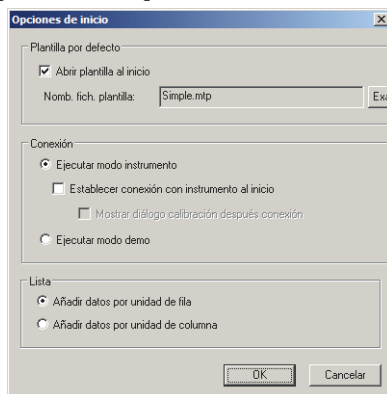 Opciones de inicio
Plantilla por defecto
Abrir plantilla al inicio
Nomb. fich. plantilla: Simple.mtp Exa
Conexión
Ejecutar modo instrumento
Establecer conexión con instrumento al inicio
Mostrar diálogo calibración después conexión
Ejecutar modo demo
Lista
Añadir datos por unidad de fila
Añadir datos por unidad de columna
OK Cancelar